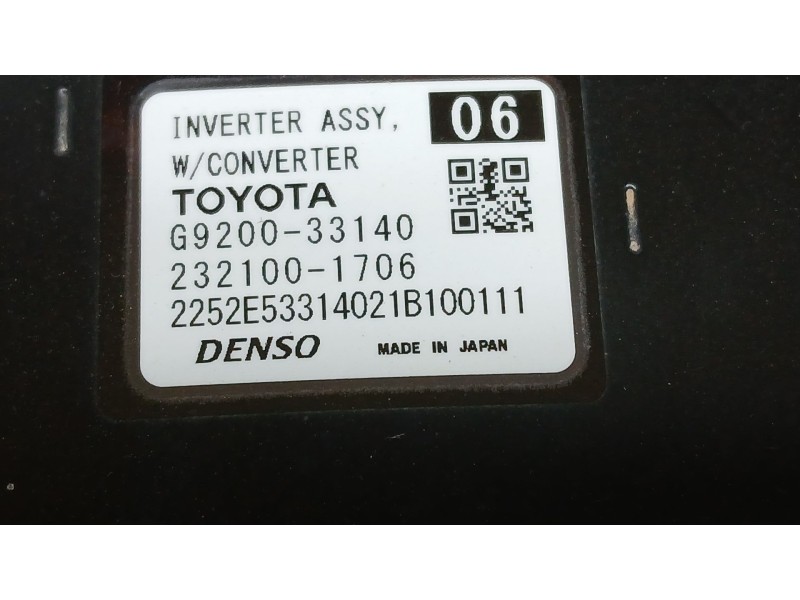 INVERTER ASSY, 06
W/CONVERTER
TOYOTA
G9200-33140
232100-1706
2252E53314021B100111
DENSO MADE IN JAPAN